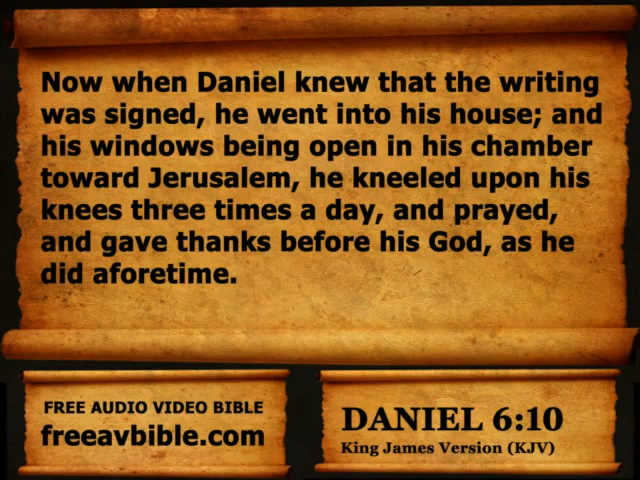 Now when Daniel knew that the writing
was signed, he went into his house; and
his windows being open in his chamber
toward Jerusalem, he kneeled upon his
knees three times a day, and prayed,
and gave thanks before his God, as he
did aforetime.
FREE AUDIO VIDEO BIBLE
freeavbible.com
DANIEL 6:10
King James Version (KJV)